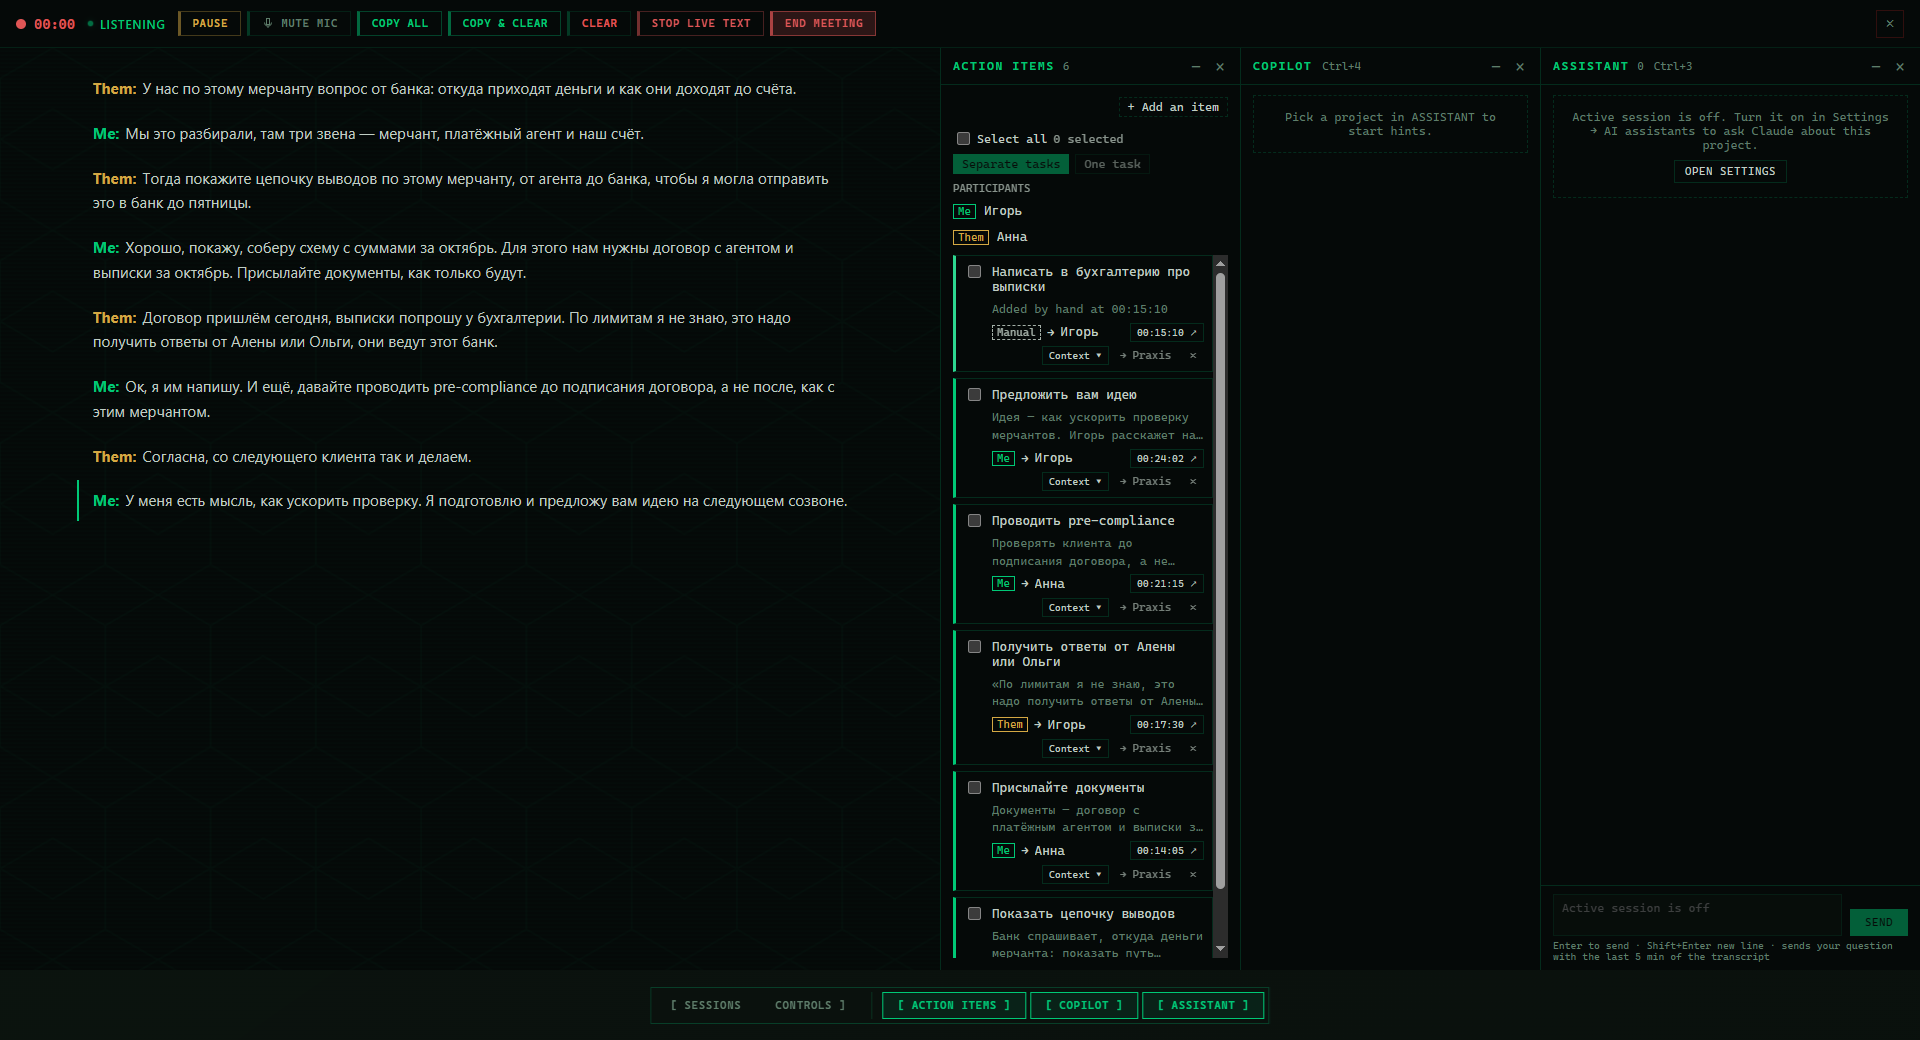 00:00 LISTENING PAUSE MUTE MIC COPY ALL COPY & CLEAR CLEAR STOP LIVE TEXT END MEETING ×
Them: У нас по этому мерчанту вопрос от банка: откуда приходят деньги и как они доходят до счёта.
Me: Мы это разбирали, там три звена — мерчант, платёжный агент и наш счёт.
Them: Тогда покажите цепочку выводов по этому мерчанту, от агента до банка, чтобы я могла отправить
это в банк до пятницы.
Me: Хорошо, покажу, соберу схему с суммами за октябрь. Для этого нам нужны договор с агентом и
выписки за октябрь. Присылайте документы, как только будут.
Them: Договор пришлём сегодня, выписки попрошу у бухгалтерии. По лимитам я не знаю, это надо
получить ответы от Алены или Ольги, они ведут этот банк.
Me: Ок, я им напишу. И ещё, давайте проводить pre-compliance до подписания договора, а не после, как с
этим мерчантом.
Them: Согласна, со следующего клиента так и делаем.
Me: У меня есть мысль, как ускорить проверку. Я подготовлю и предложу вам идею на следующем созвоне.
ACTION ITEMS 6 − ×
+ Add an item
Select all 0 selected
Separate tasks One task
PARTICIPANTS
Me Игорь
Them Анна
Написать в бухгалтерию про
выписки
Added by hand at 00:15:10
Manual → Игорь 00:15:10 ↗
Context ▾ → Praxis ×
Предложить вам идею
Идея — как ускорить проверку
мерчантов. Игорь расскажет на…
Me → Игорь 00:24:02 ↗
Context ▾ → Praxis ×
Проводить pre-compliance
Проверять клиента до
подписания договора, а не…
Me → Анна 00:21:15 ↗
Context ▾ → Praxis ×
Получить ответы от Алены
или Ольги
«По лимитам я не знаю, это
надо получить ответы от Алены…
Them → Игорь 00:17:30 ↗
Context ▾ → Praxis ×
Присылайте документы
Документы — договор с
платёжным агентом и выписки з…
Me → Анна 00:14:05 ↗
Context ▾ → Praxis ×
Показать цепочку выводов
Банк спрашивает, откуда деньги
мерчанта: показать путь…
COPILOT Ctrl+4 − ×
Pick a project in ASSISTANT to
start hints.
ASSISTANT 0 Ctrl+3 − ×
Active session is off. Turn it on in Settings
→ AI assistants to ask Claude about this
project.
OPEN SETTINGS
Active session is off
SEND
Enter to send · Shift+Enter new line · sends your question
with the last 5 min of the transcript
[ SESSIONS CONTROLS ] [ ACTION ITEMS ] [ COPILOT ] [ ASSISTANT ]